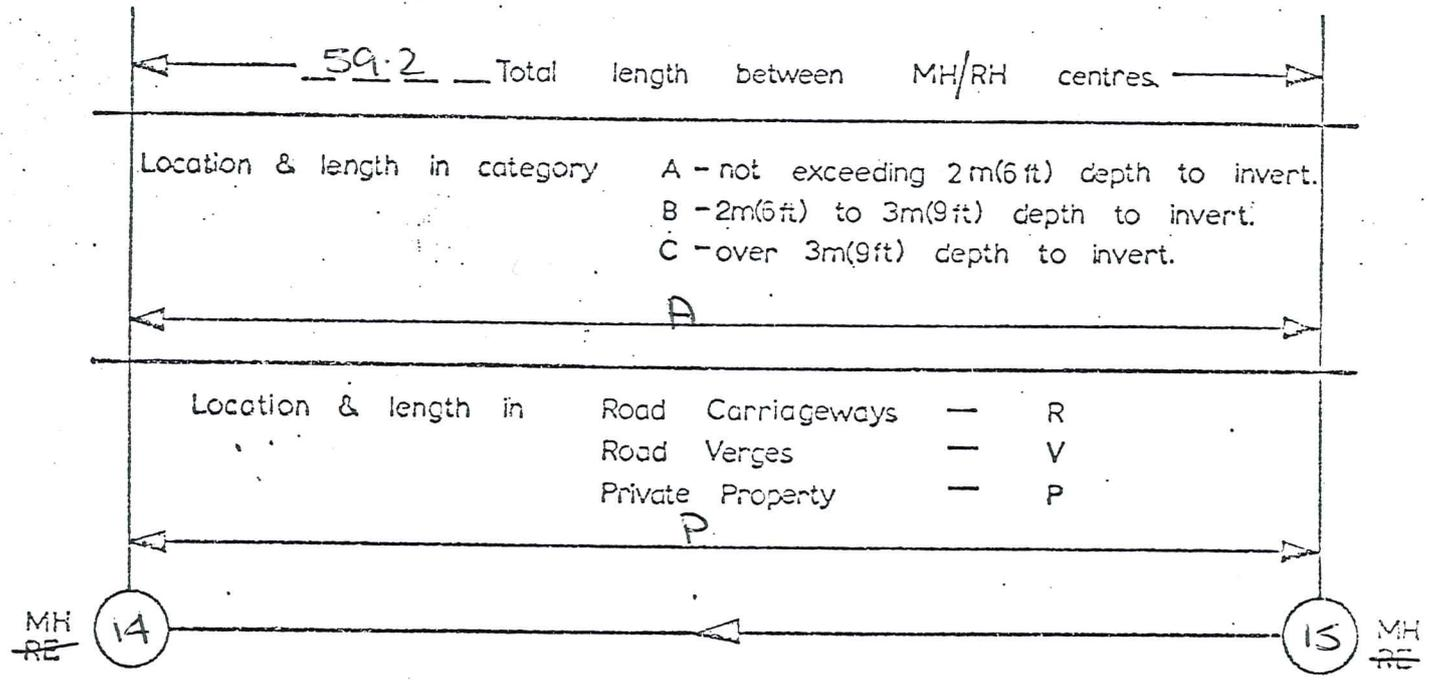 59.2 Total length between MH/RH centres
Location & length in category A - not exceeding 2m(6ft) depth to invert.
B - 2m(6ft) to 3m(9ft) depth to invert.
C - over 3m(9ft) depth to invert.
A
Location & length in Road Carriageways — R
Road Verges — V
Private Property — P
P
MH 14 15 MH
RE RE